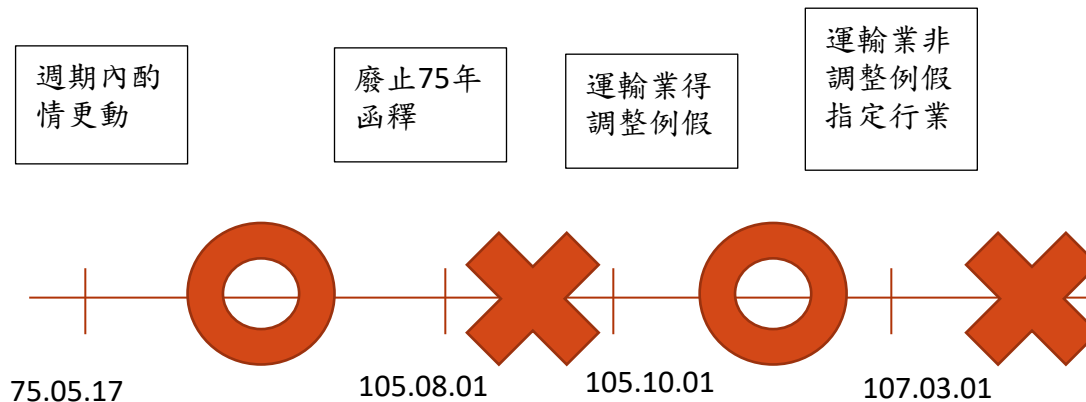 週期內酌
情更動
廢止75年
函釋
運輸業得
調整例假
運輸業非
調整例假
指定行業
75.05.17
105.08.01
105.10.01
107.03.01